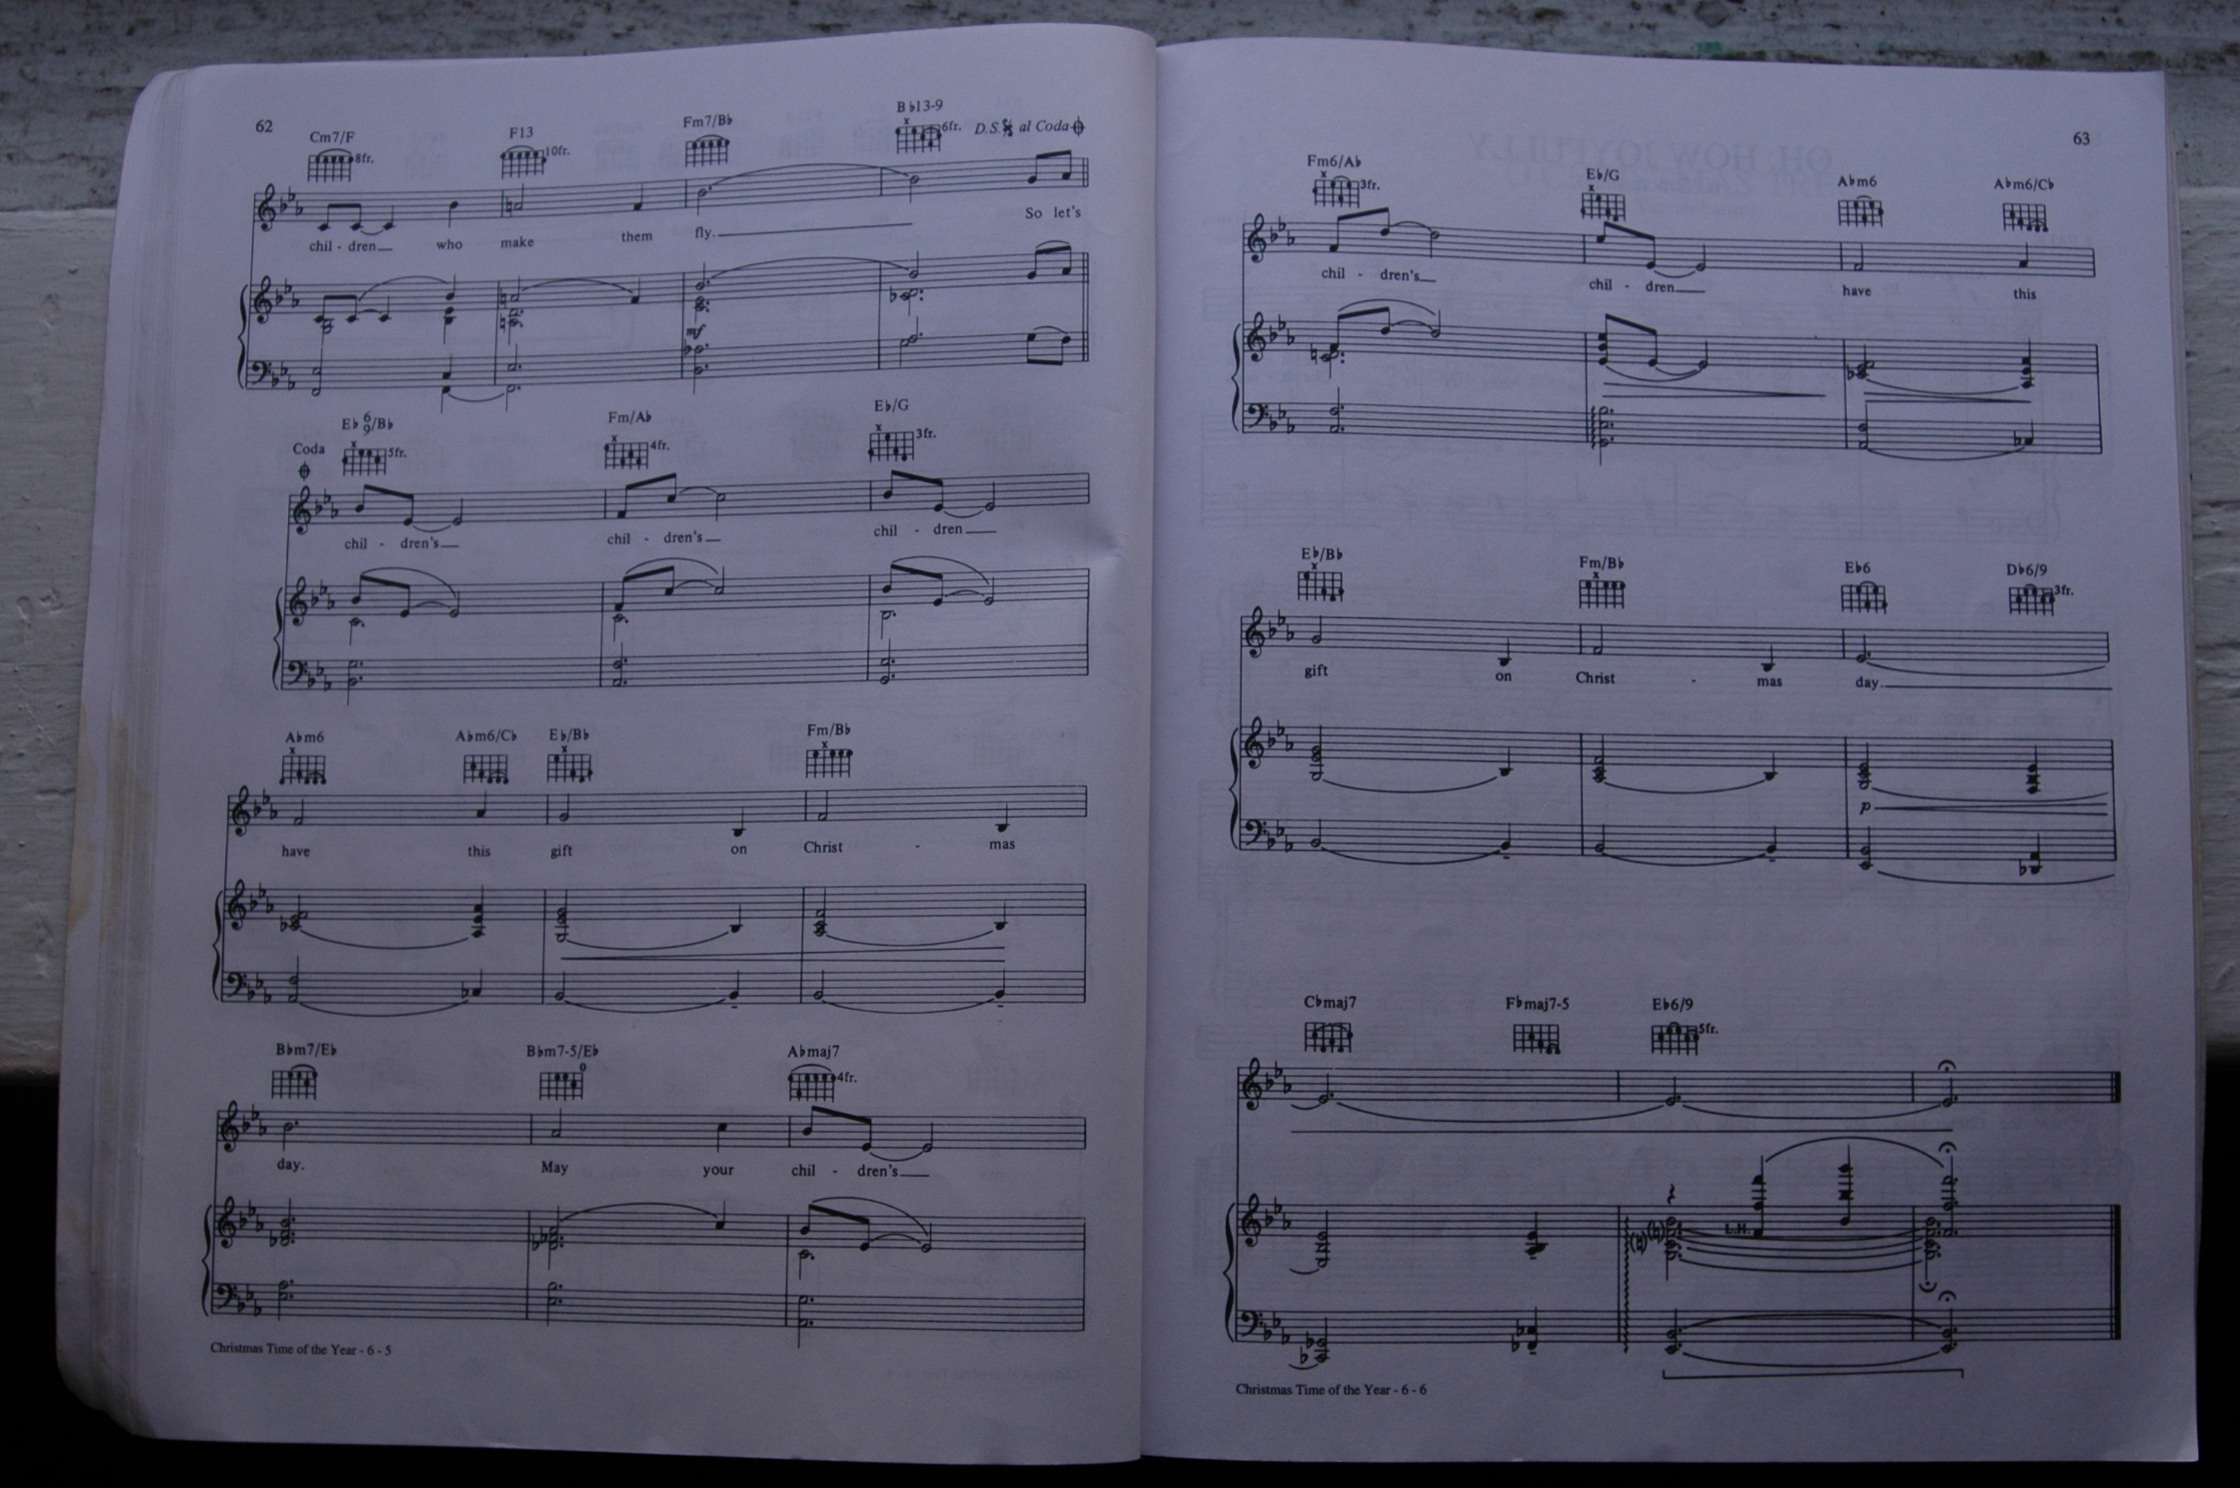 62
Cm7/F F13 Fm7/B♭ B♭13-9
8fr. 10fr. 6fr. D.S. al Coda
chil - dren who make them fly. So let's
mf
E♭6/9/B♭ Fm/A♭ E♭/G
Coda 5fr. 4fr. 3fr.
chil - dren's chil - dren's chil - dren
A♭m6 A♭m6/C♭ E♭/B♭ Fm/B♭
have this gift on Christ - mas
B♭m7/E♭ B♭m7-5/E♭ A♭maj7
4fr.
day. May your chil - dren's
Christmas Time of the Year - 6 - 5
63
Fm6/A♭ E♭/G A♭m6 A♭m6/C♭
3fr.
chil - dren's chil - dren have this
E♭/B♭ Fm/B♭ E♭6 D♭6/9
3fr.
gift on Christ - mas day.
p
C♭maj7 F♭maj7-5 E♭6/9
5fr.
L.H.
Christmas Time of the Year - 6 - 6